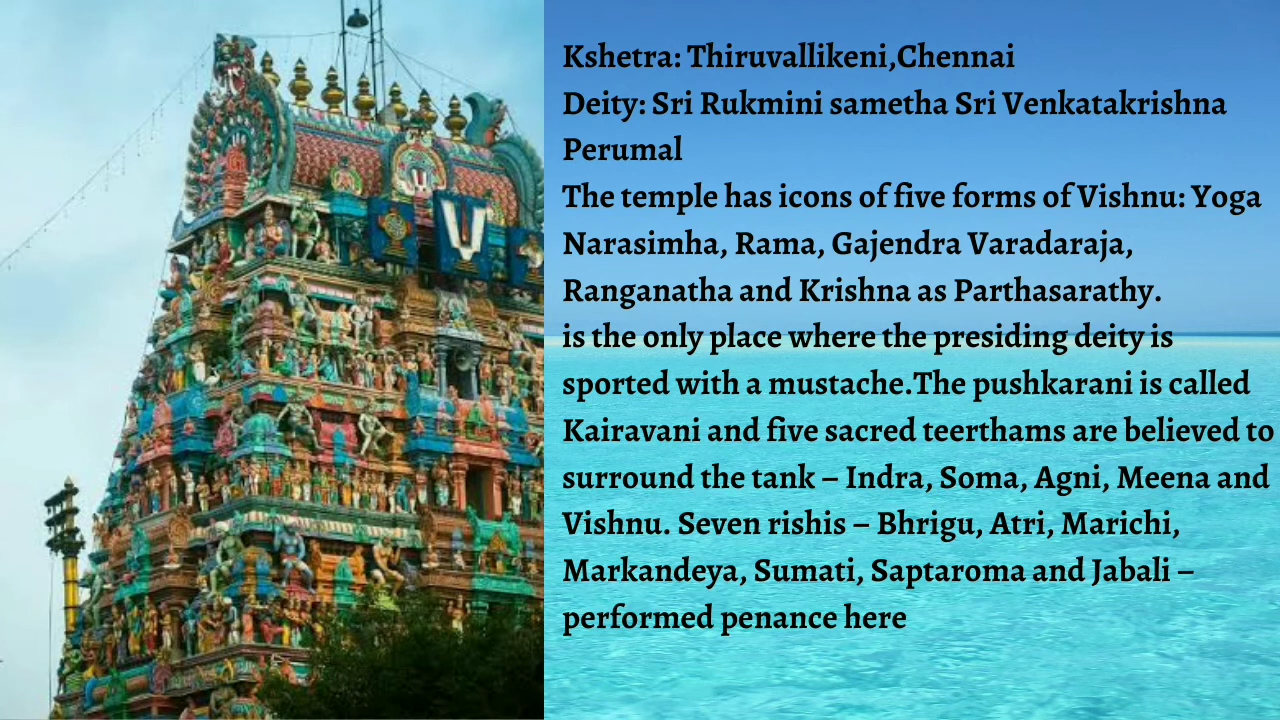 Kshetra: Thiruvallikeni,Chennai
Deity: Sri Rukmini sametha Sri Venkatakrishna
Perumal
The temple has icons of five forms of Vishnu: Yoga
Narasimha, Rama, Gajendra Varadaraja,
Ranganatha and Krishna as Parthasarathy.
is the only place where the presiding deity is
sported with a mustache.The pushkarani is called
Kairavani and five sacred teerthams are believed to
surround the tank – Indra, Soma, Agni, Meena and
Vishnu. Seven rishis – Bhrigu, Atri, Marichi,
Markandeya, Sumati, Saptaroma and Jabali –
performed penance here